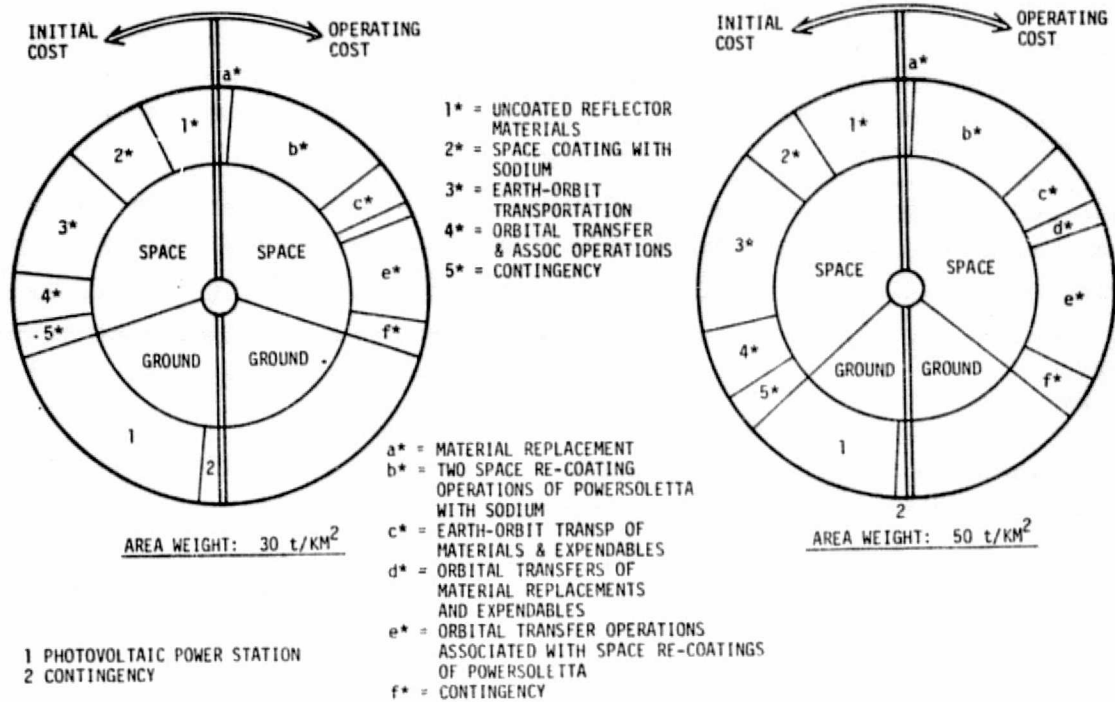 INITIAL
COST
OPERATING
COST
a*
1*
b*
2*
c*
3*
SPACE
SPACE
e*
4*
5*
f*
GROUND
GROUND
1
2
AREA WEIGHT: 30 t/KM²
1* = UNCOATED REFLECTOR
MATERIALS
2* = SPACE COATING WITH
SODIUM
3* = EARTH-ORBIT
TRANSPORTATION
4* = ORBITAL TRANSFER
& ASSOC OPERATIONS
5* = CONTINGENCY
INITIAL
COST
OPERATING
COST
a*
1*
b*
2*
c*
d*
3*
SPACE
SPACE
e*
4*
5*
f*
GROUND
GROUND
1
2
AREA WEIGHT: 50 t/KM²
a* = MATERIAL REPLACEMENT
b* = TWO SPACE RE-COATING
OPERATIONS OF POWERSOLETTA
WITH SODIUM
c* = EARTH-ORBIT TRANSP OF
MATERIALS & EXPENDABLES
d* = ORBITAL TRANSFERS OF
MATERIAL REPLACEMENTS
AND EXPENDABLES
e* = ORBITAL TRANSFER OPERATIONS
ASSOCIATED WITH SPACE RE-COATINGS
OF POWERSOLETTA
f* = CONTINGENCY
1 PHOTOVOLTAIC POWER STATION
2 CONTINGENCY